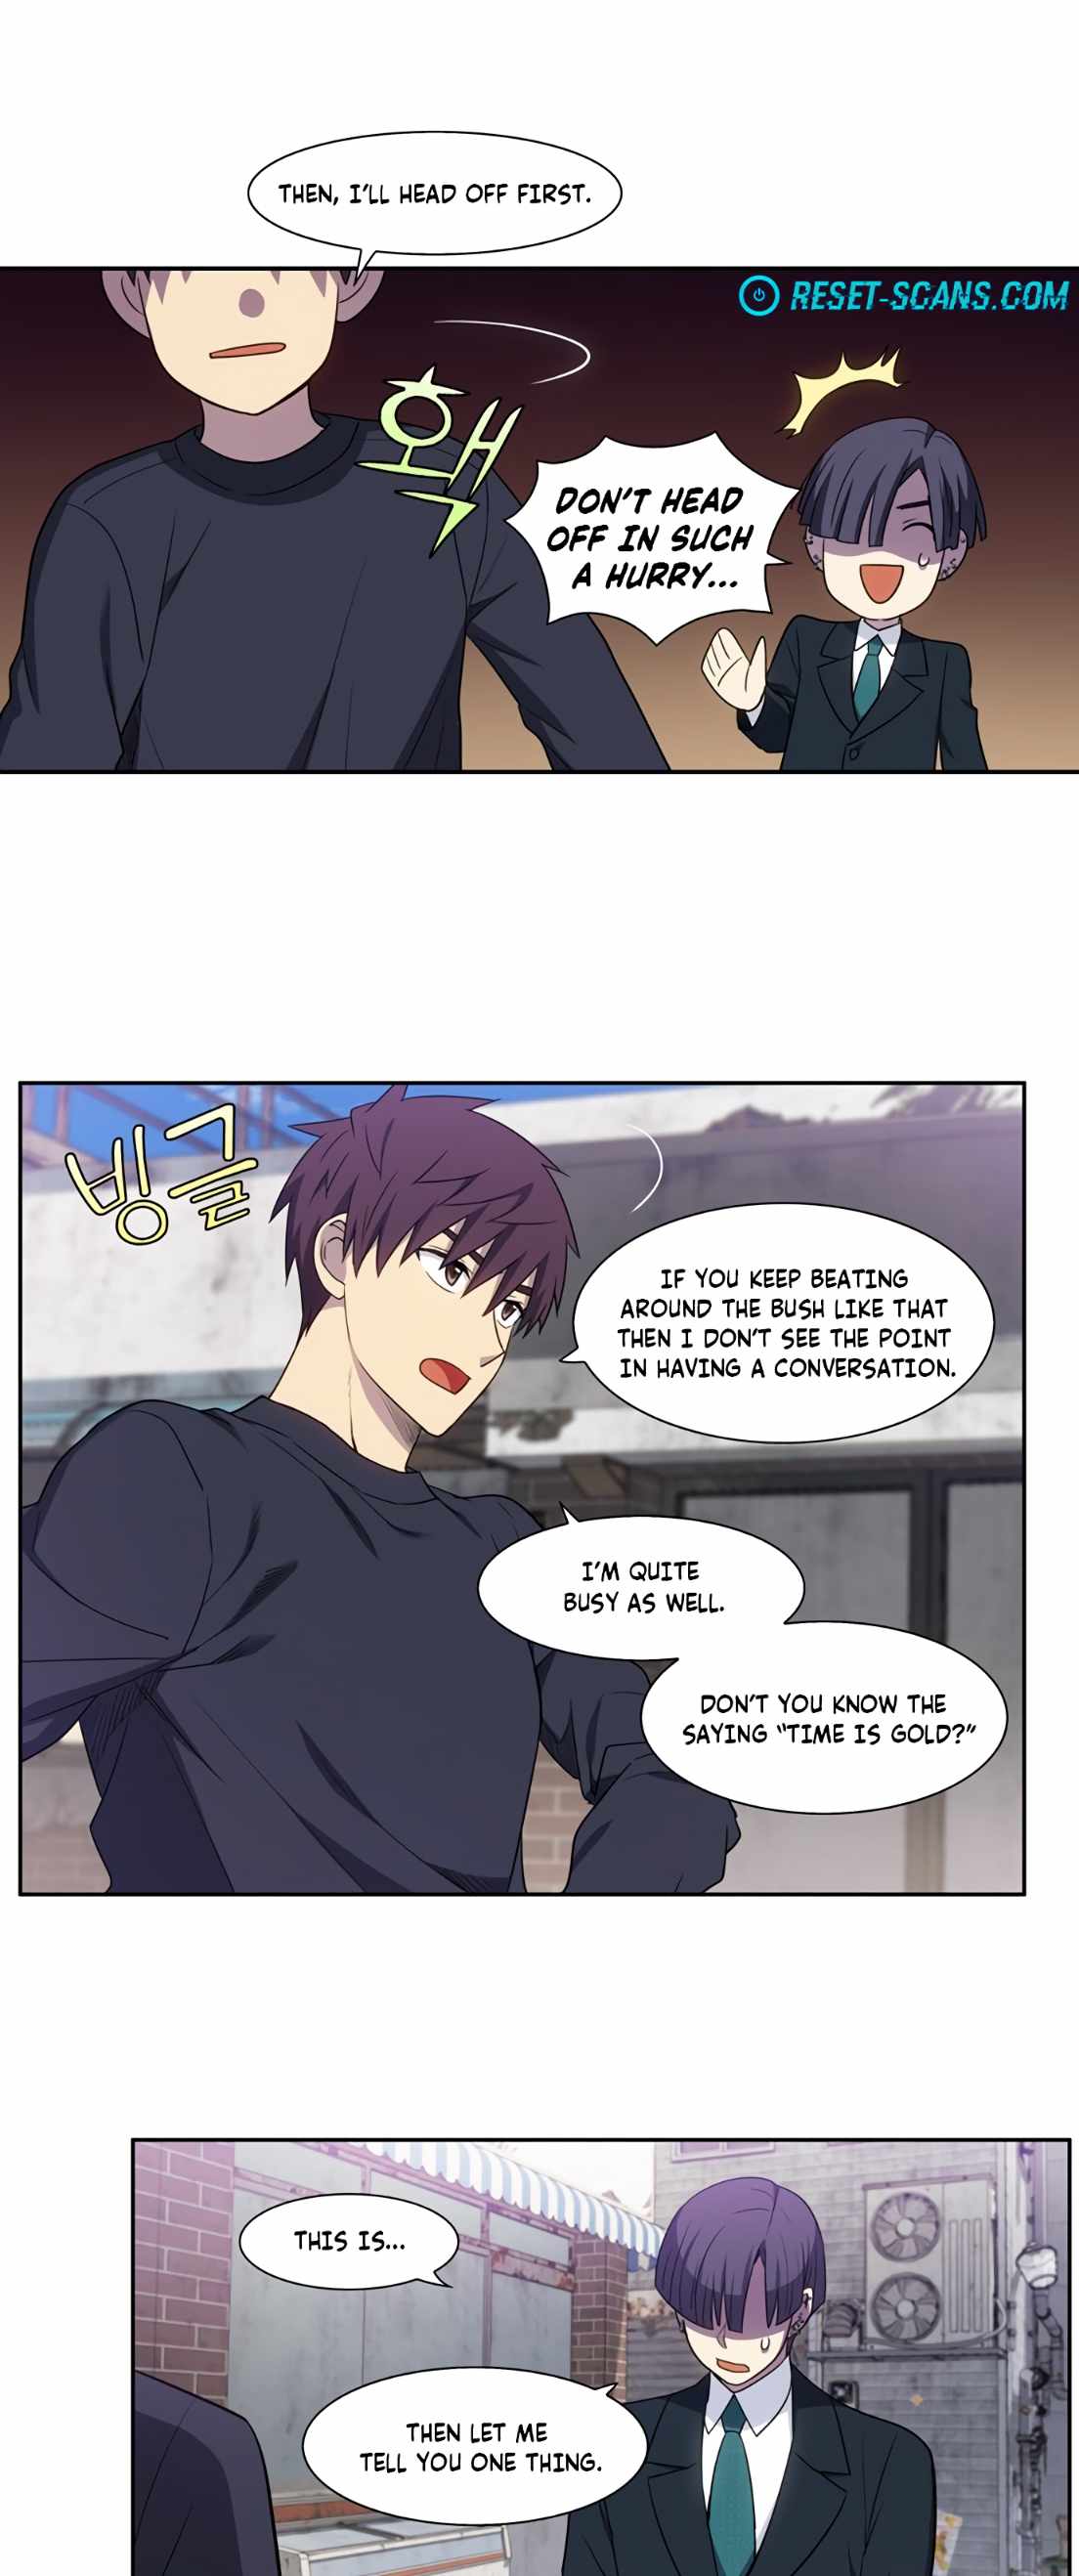 THEN, I'LL HEAD OFF FIRST.
RESET-SCANS.COM
홱
DON'T HEAD
OFF IN SUCH
A HURRY...
빙글
IF YOU KEEP BEATING
AROUND THE BUSH LIKE THAT
THEN I DON'T SEE THE POINT
IN HAVING A CONVERSATION.
I'M QUITE
BUSY AS WELL.
DON'T YOU KNOW THE
SAYING "TIME IS GOLD?"
THIS IS...
THEN LET ME
TELL YOU ONE THING.